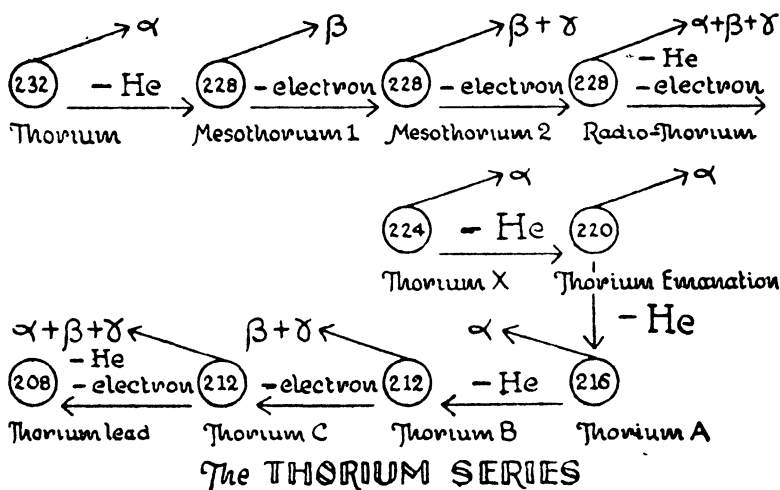 α β β + γ α+β+γ
232 – He 228 – electron 228 – electron 228 – He
– electron
Thorium Mesothorium 1 Mesothorium 2 Radio-Thorium
α α
224 – He 220
Thorium X Thorium Emanation
– He
α+β+γ β+γ α
– He
208 – electron 212 – electron 212 – He 216
Thorium lead Thorium C Thorium B Thorium A
The THORIUM SERIES